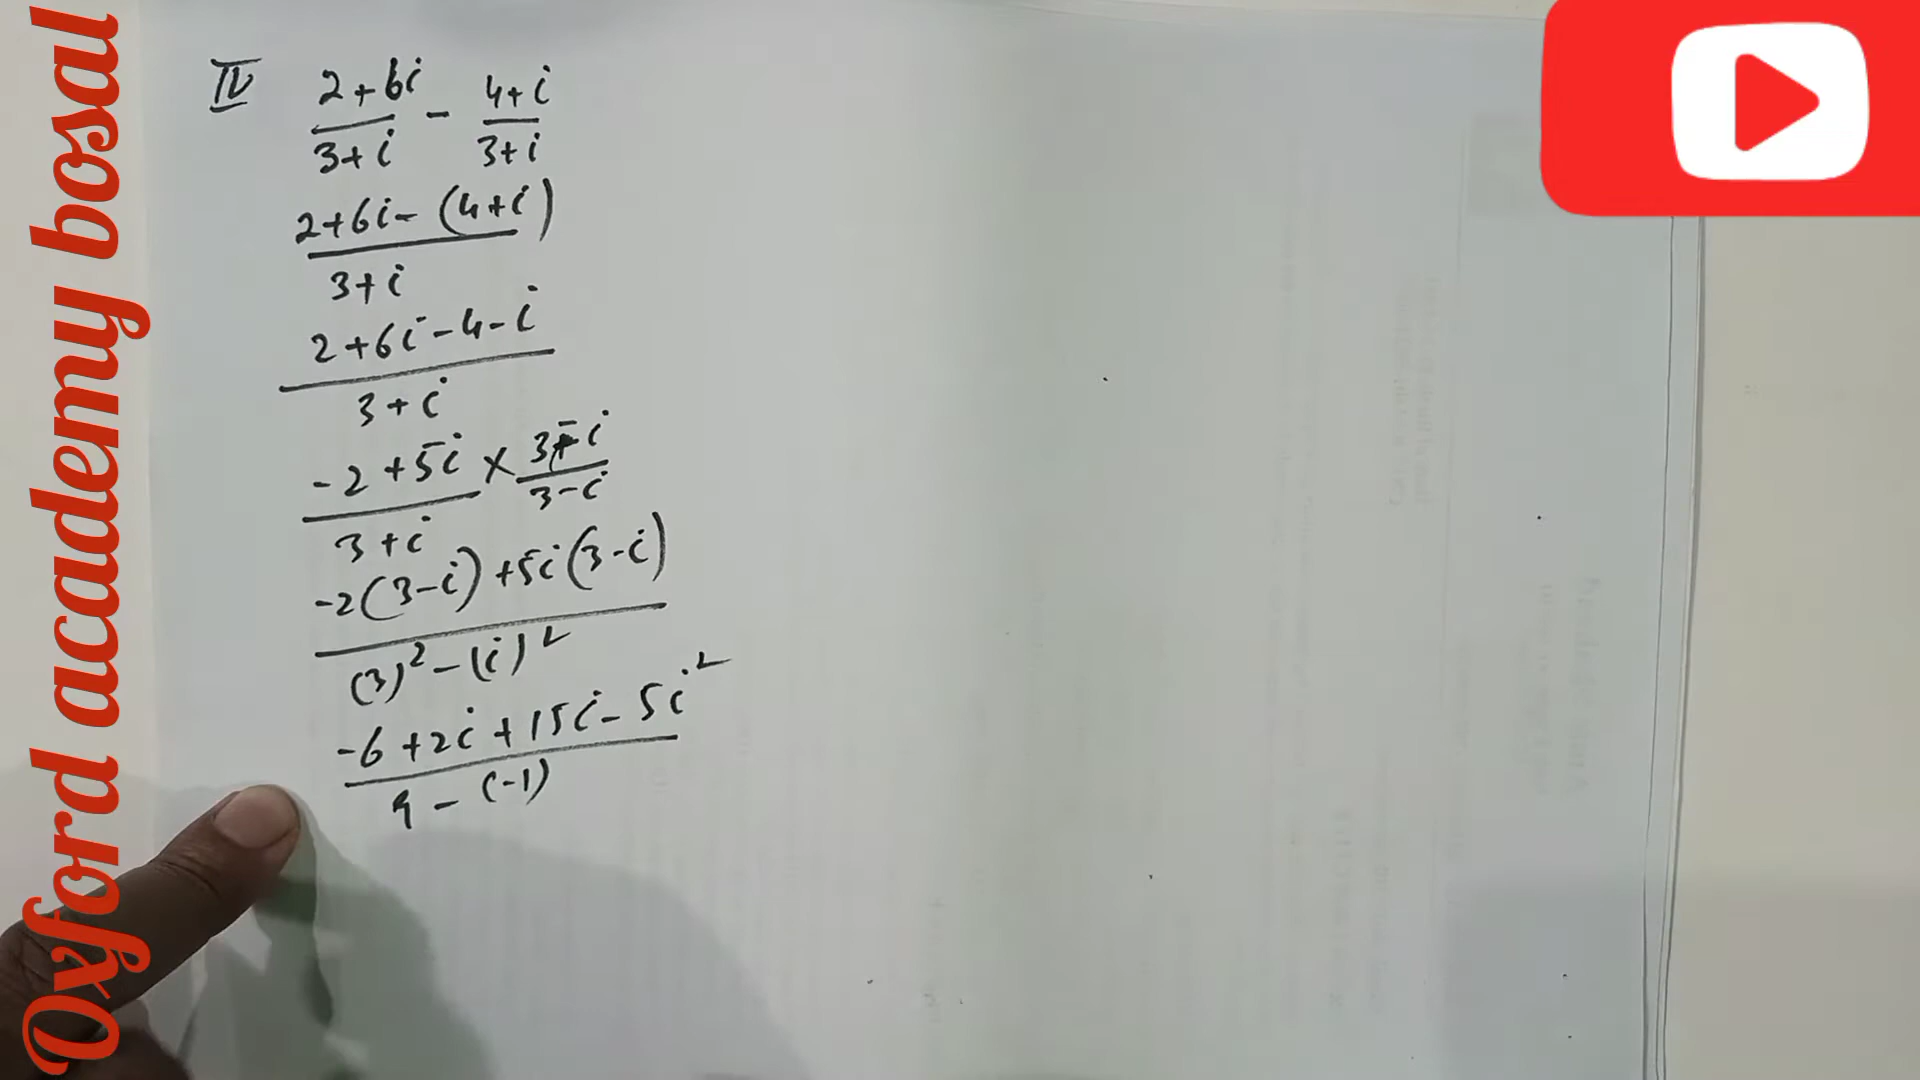 Oxford academy bosal
IV 2+6i/3+i - 4+i/3+i
2+6i-(4+i)/3+i
2+6i-4-i/3+i
-2+5i/3+i × 3-i/3-i
-2(3-i)+5i(3-i)/(3)²-(i)²
-6+2i+15i-5i²/9-(-1)